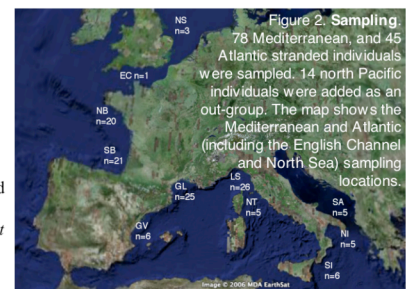 Figure 2. Sampling.
78 Mediterranean, and 45
Atlantic stranded individuals
were sampled. 14 north Pacific
individuals were added as an
out-group. The map shows the
Mediterranean and Atlantic
(including the English Channel
and North Sea) sampling
locations.
NS
n=3
EC n=1
NB
n=20
SB
n=21
GL
n=25
LS
n=26
NT
n=5
SA
n=5
GV
n=6
NI
n=5
SI
n=6
d
t
Image © 2006 MDA EarthSat